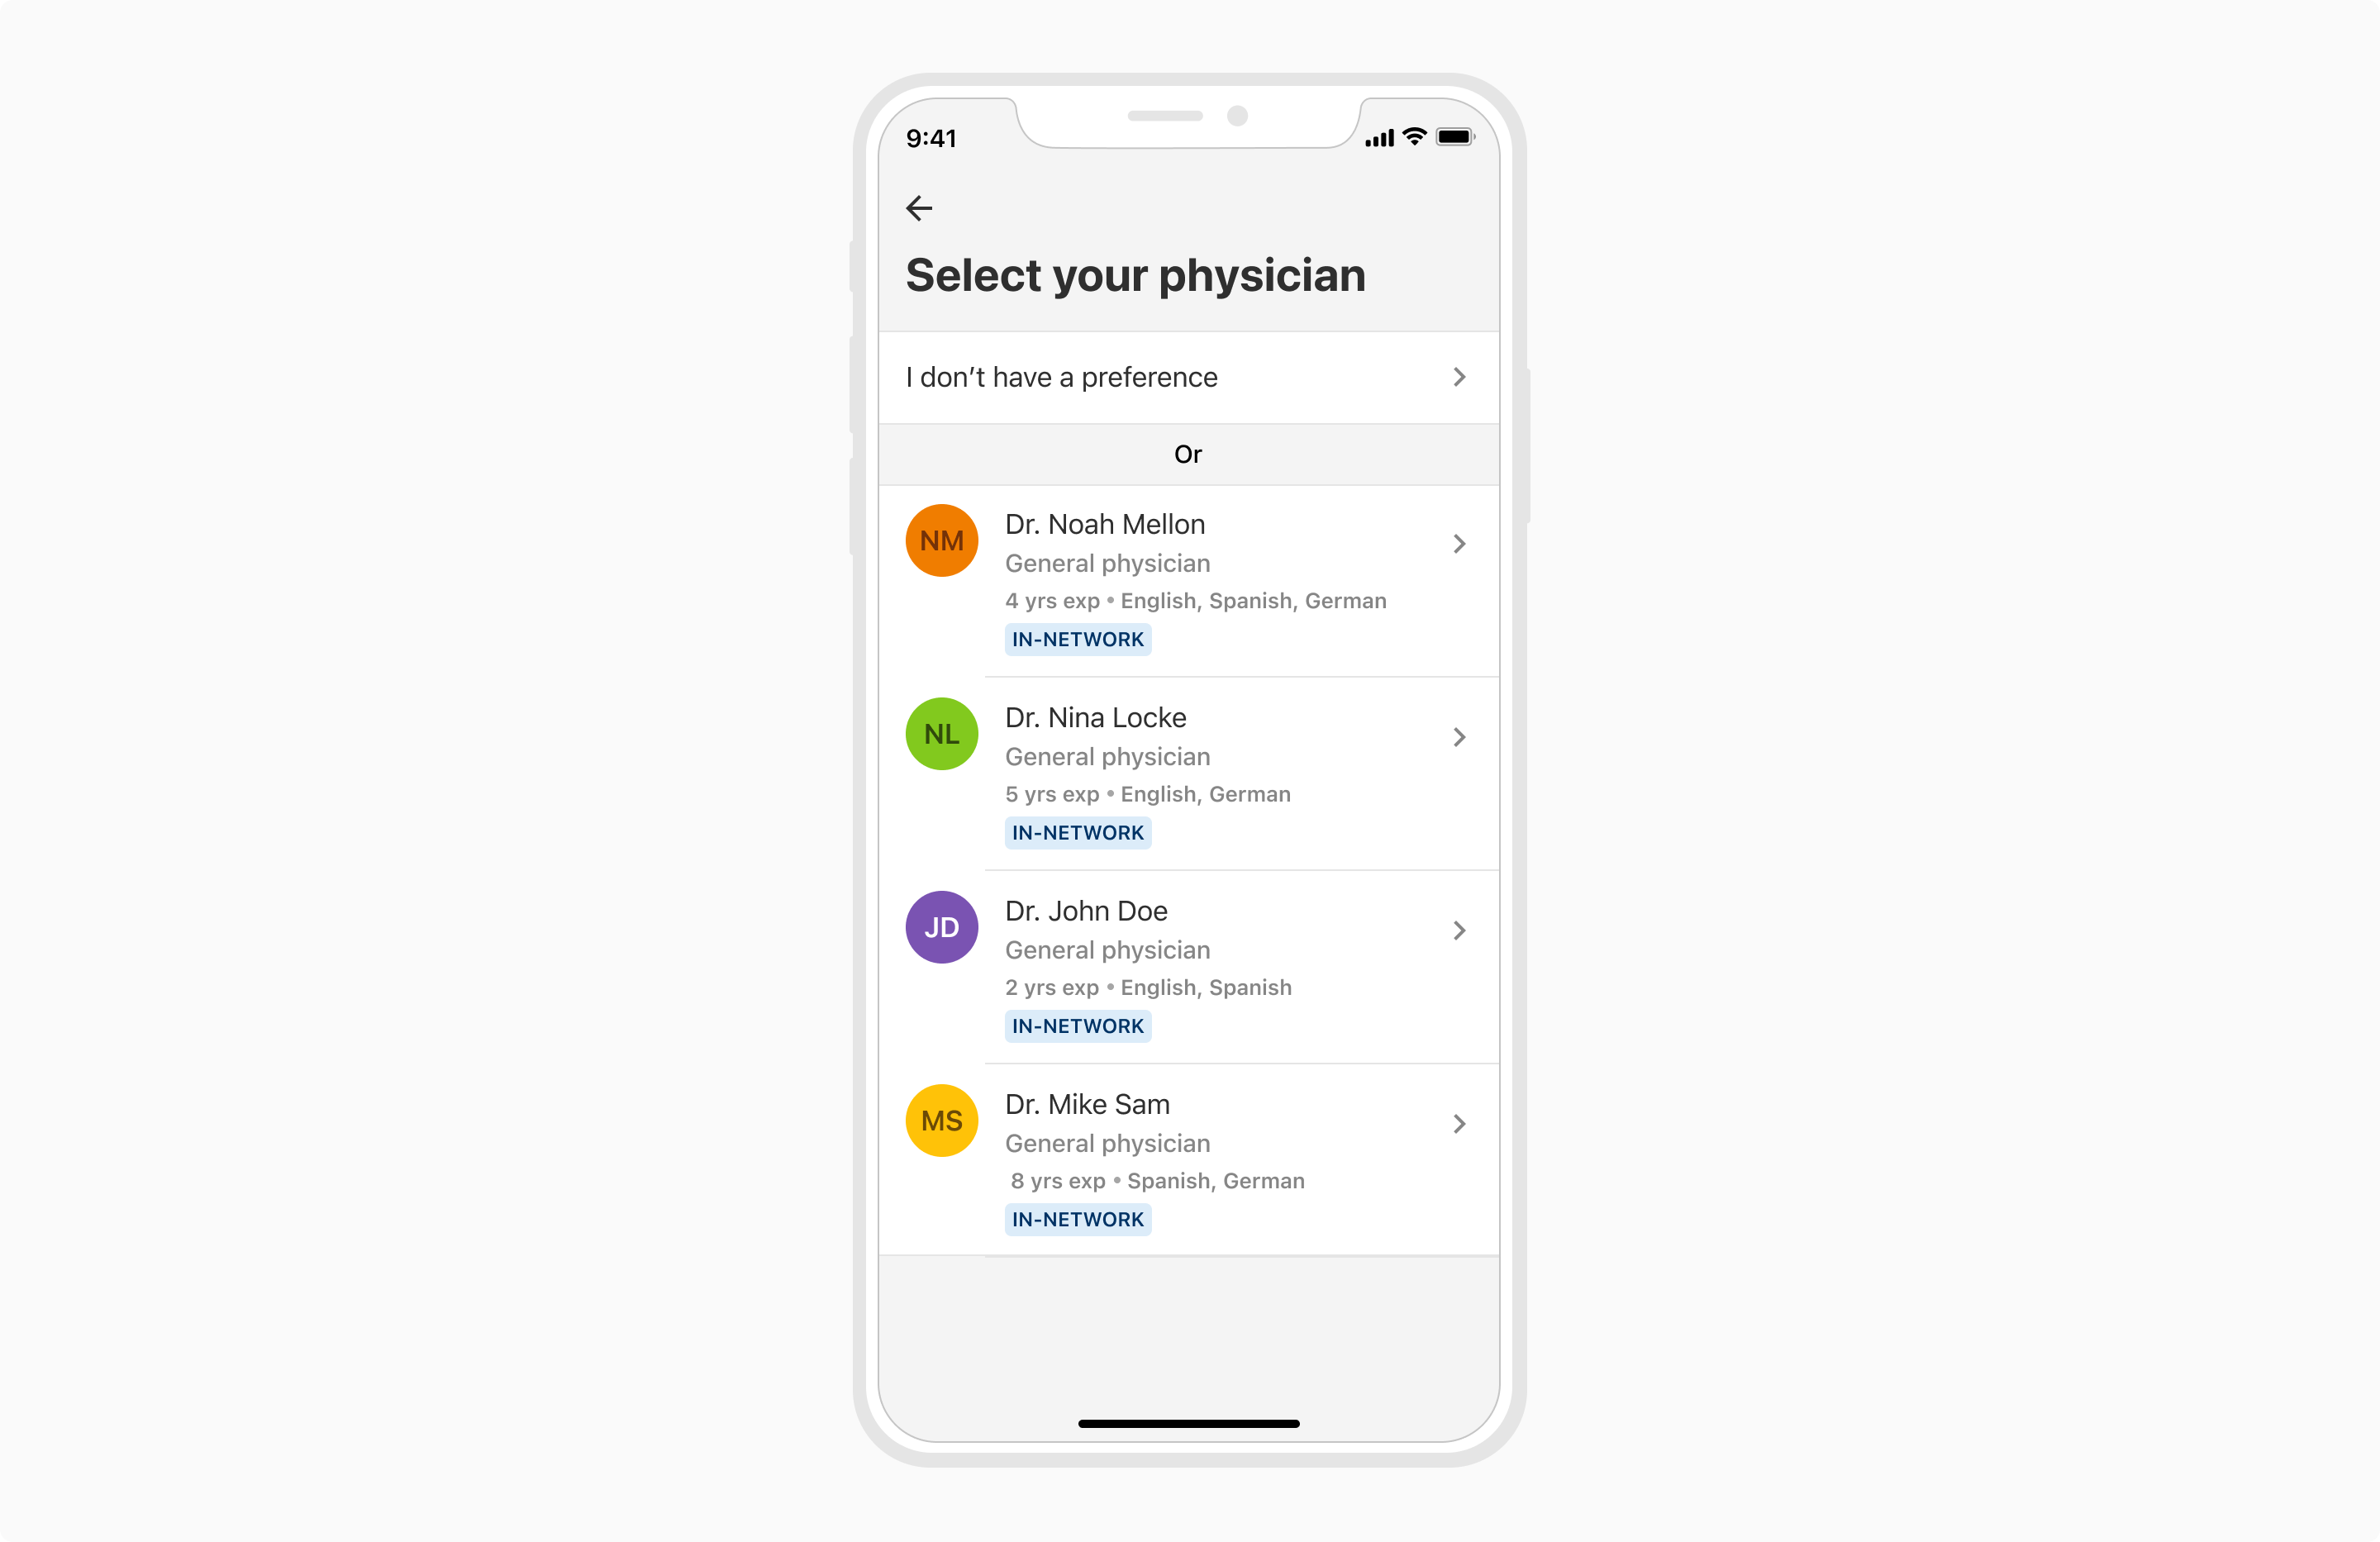 9:41
Select your physician
I don’t have a preference
Or
NM
Dr. Noah Mellon
General physician
4 yrs exp • English, Spanish, German
IN-NETWORK
NL
Dr. Nina Locke
General physician
5 yrs exp • English, German
IN-NETWORK
JD
Dr. John Doe
General physician
2 yrs exp • English, Spanish
IN-NETWORK
MS
Dr. Mike Sam
General physician
8 yrs exp • Spanish, German
IN-NETWORK